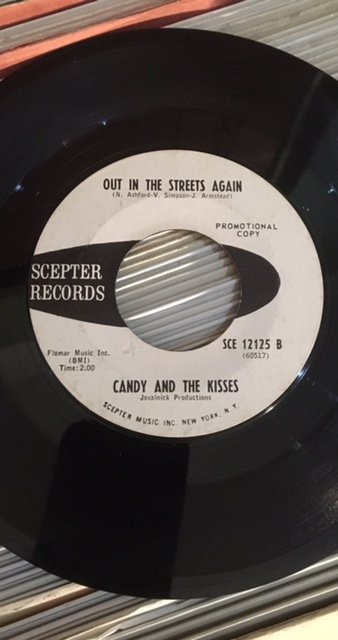 OUT IN THE STREETS AGAIN
(N. Ashford-V. Simpson-J. Armstead)
PROMOTIONAL
COPY
SCEPTER
RECORDS
SCE 12125 B
(60517)
Flomar Music Inc.
(BMI)
Time:2.00
CANDY AND THE KISSES
Jovalnick Productions
SCEPTER MUSIC INC. NEW YORK, N.Y.